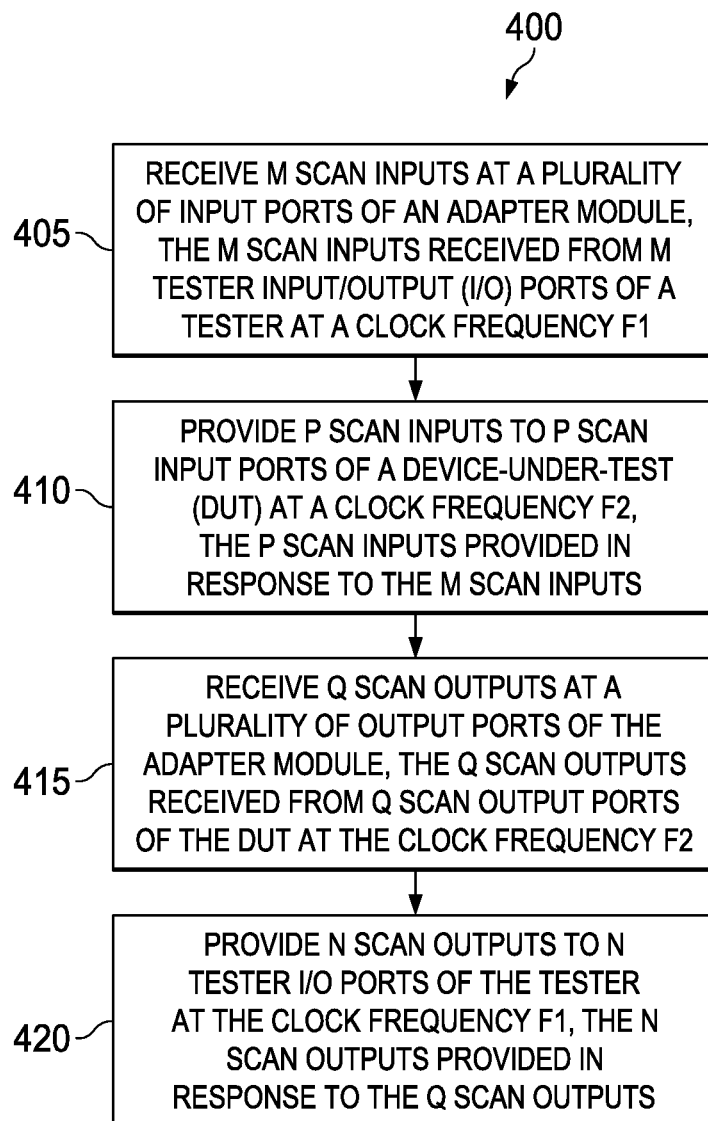 400
405
RECEIVE M SCAN INPUTS AT A PLURALITY
OF INPUT PORTS OF AN ADAPTER MODULE,
THE M SCAN INPUTS RECEIVED FROM M
TESTER INPUT/OUTPUT (I/O) PORTS OF A
TESTER AT A CLOCK FREQUENCY F1
410
PROVIDE P SCAN INPUTS TO P SCAN
INPUT PORTS OF A DEVICE-UNDER-TEST
(DUT) AT A CLOCK FREQUENCY F2,
THE P SCAN INPUTS PROVIDED IN
RESPONSE TO THE M SCAN INPUTS
415
RECEIVE Q SCAN OUTPUTS AT A
PLURALITY OF OUTPUT PORTS OF THE
ADAPTER MODULE, THE Q SCAN OUTPUTS
RECEIVED FROM Q SCAN OUTPUT PORTS
OF THE DUT AT THE CLOCK FREQUENCY F2
420
PROVIDE N SCAN OUTPUTS TO N
TESTER I/O PORTS OF THE TESTER
AT THE CLOCK FREQUENCY F1, THE N
SCAN OUTPUTS PROVIDED IN
RESPONSE TO THE Q SCAN OUTPUTS